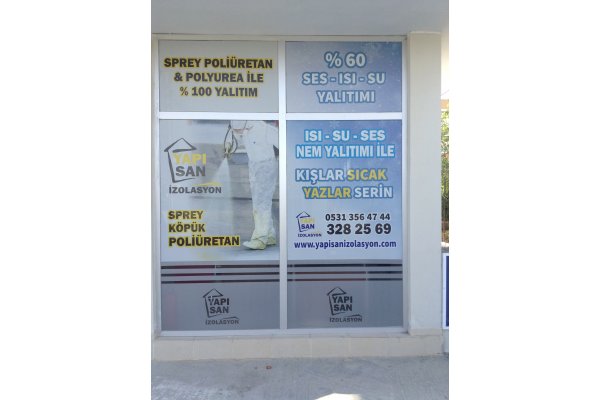 SPREY POLİÜRETAN
& POLYUREA İLE
% 100 YALITIM
% 60
SES - ISI - SU
YALITIMI
YAPI
SAN
İZOLASYON
SPREY
KÖPÜK
POLİÜRETAN
ISI - SU - SES
NEM YALITIMI İLE
KIŞLAR SICAK
YAZLAR SERİN
YAPI
SAN
İZOLASYON
0531 356 47 44
328 25 69
www.yapisanizolasyon.com
YAPI
SAN
İZOLASYON
YAPI
SAN
İZOLASYON